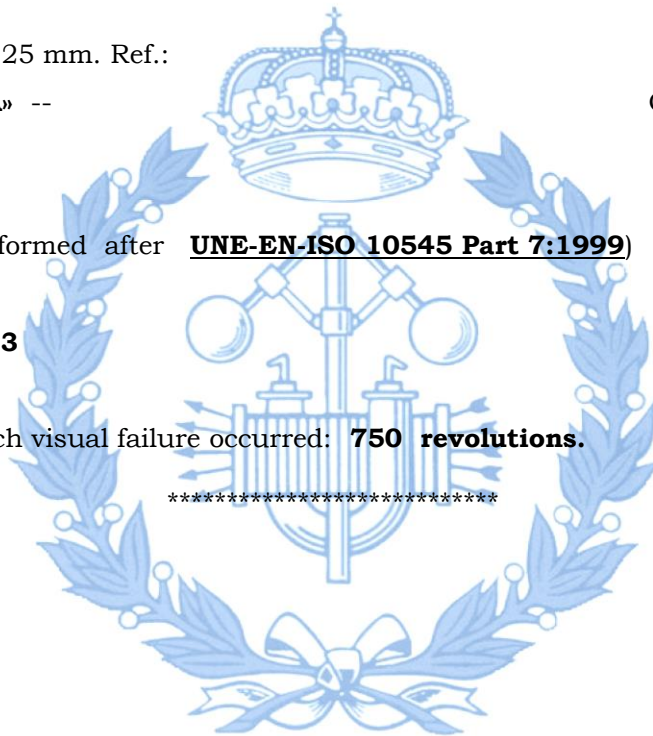 25 mm. Ref.:
» --
formed after UNE-EN-ISO 10545 Part 7:1999)
3
ch visual failure occurred: 750 revolutions.
****************************